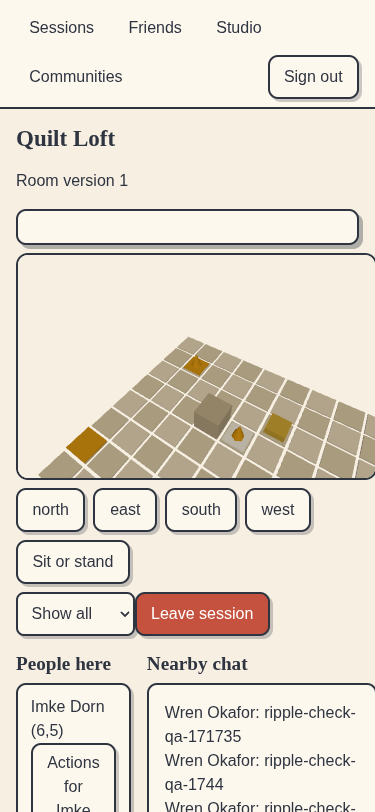 Sessions Friends Studio
Communities Sign out
Quilt Loft
Room version 1
north east south west
Sit or stand
Show all Leave session
People here Nearby chat
Imke Dorn
(6,5)
Actions
for
Imke
Wren Okafor: ripple-check-
qa-171735
Wren Okafor: ripple-check-
qa-1744
Wren Okafor: ripple-check-